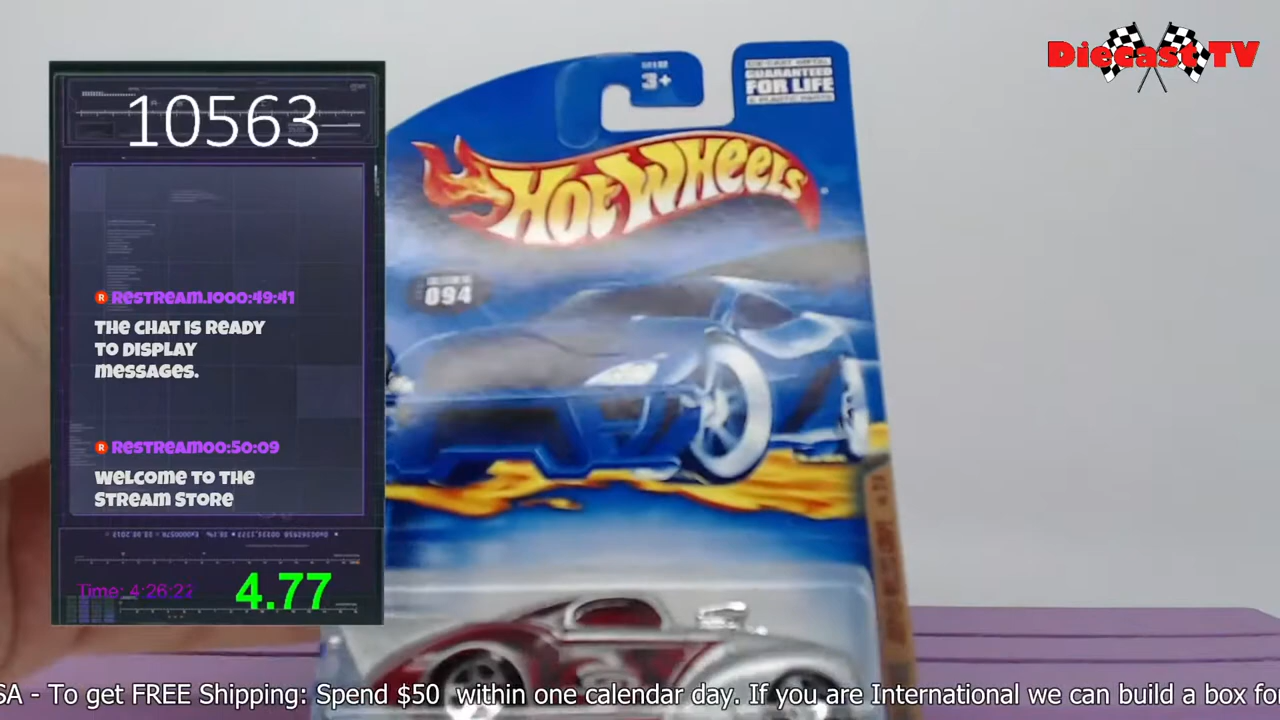 Diecast TV
10563
3+
GUARANTEED
FOR LIFE
HOT WHEELS
094
Restream.1000:49:41
THE CHAT IS READY
TO DISPLAY
MESSAGES.
Restream00:50:09
WELCOME TO THE
STREAM STORE
Time: 4:26:22
4.77
SA - To get FREE Shipping: Spend $50 within one calendar day. If you are International we can build a box fo